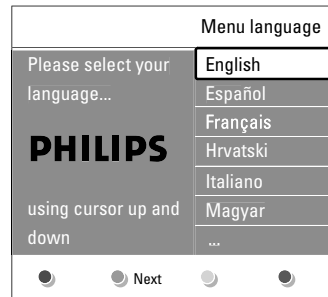 Menu language
Please select your
language...
PHILIPS
using cursor up and
down
English
Español
Français
Hrvatski
Italiano
Magyar
...
Next